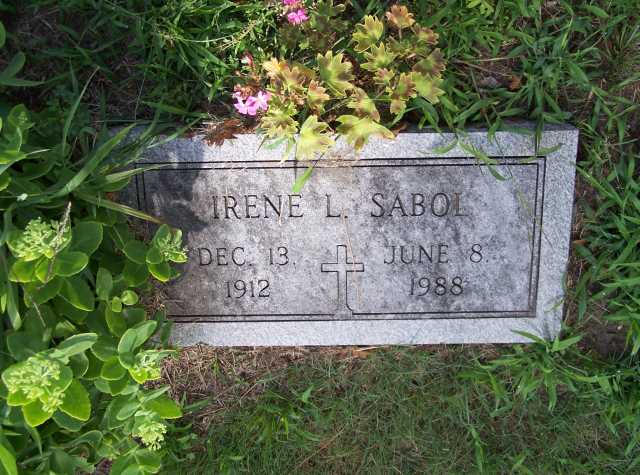 IRENE L. SABOL
DEC. 13, JUNE 8
1912 1988